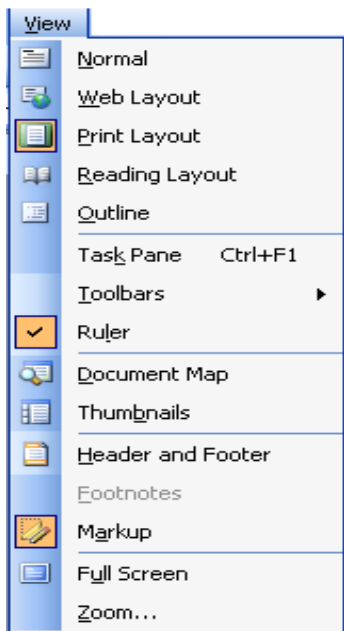 View
Normal
Web Layout
Print Layout
Reading Layout
Outline
Task Pane Ctrl+F1
Toolbars
Ruler
Document Map
Thumbnails
Header and Footer
Footnotes
Markup
Full Screen
Zoom...